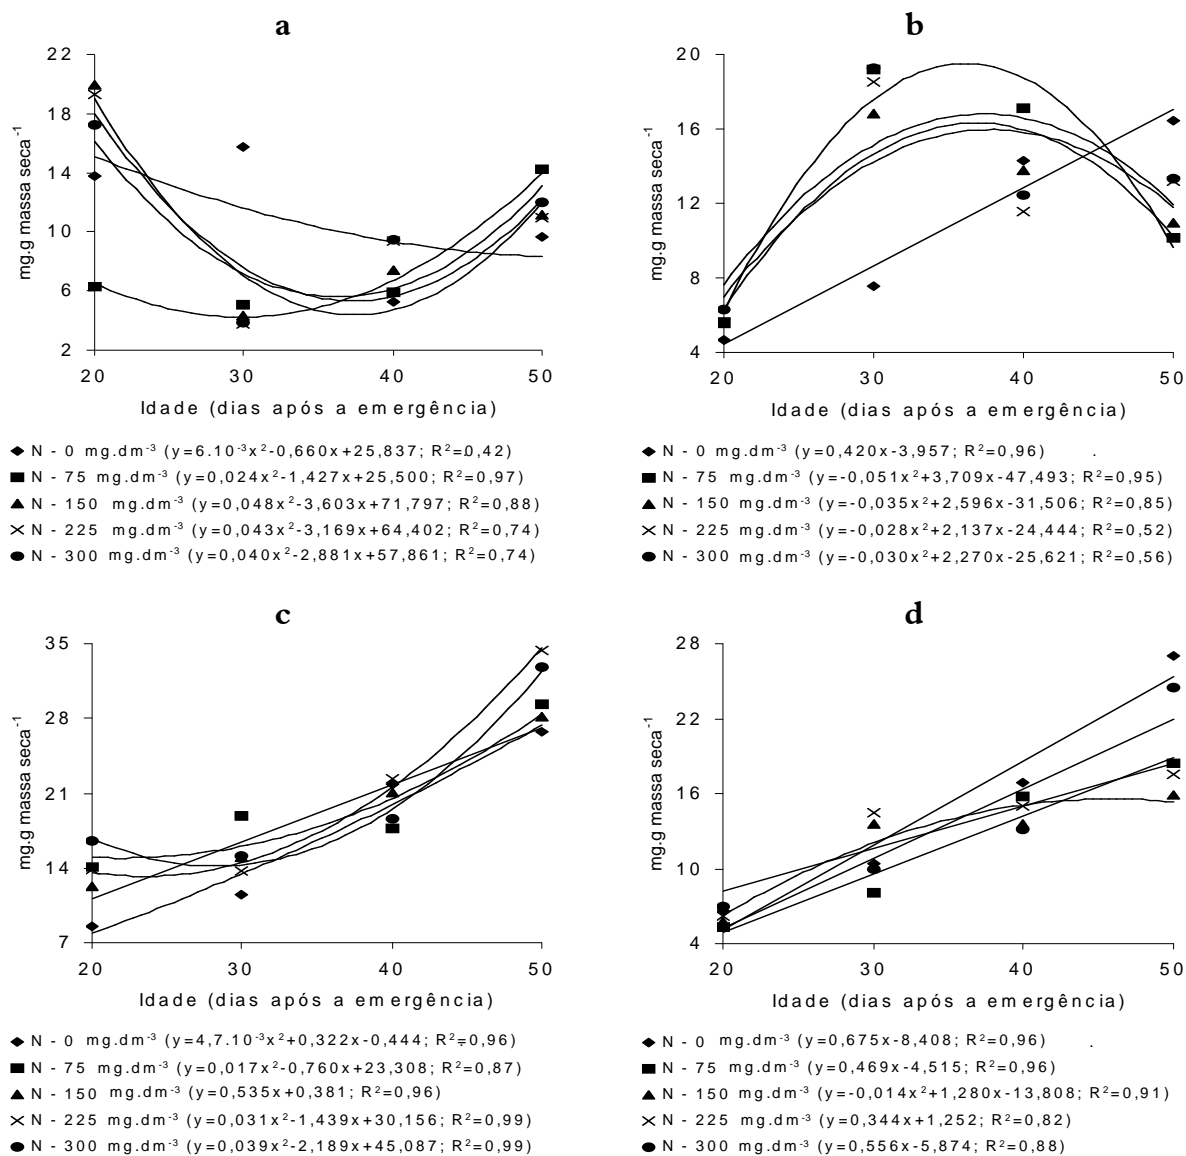 a
22
18
14
10
6
2
mg.g massa seca⁻¹
20 30 40 50
Idade (dias após a emergência)
N - 0 mg.dm⁻³ (y=6.10⁻³x²-0,660x+25,837; R²=0,42)
N - 75 mg.dm⁻³ (y=0,024x²-1,427x+25,500; R²=0,97)
N - 150 mg.dm⁻³ (y=0,048x²-3,603x+71,797; R²=0,88)
N - 225 mg.dm⁻³ (y=0,043x²-3,169x+64,402; R²=0,74)
N - 300 mg.dm⁻³ (y=0,040x²-2,881x+57,861; R²=0,74)
b
20
16
12
8
4
mg.g massa seca⁻¹
20 30 40 50
Idade (dias após a emergência)
N - 0 mg.dm⁻³ (y=0,420x-3,957; R²=0,96) .
N - 75 mg.dm⁻³ (y=-0,051x²+3,709x-47,493; R²=0,95)
N - 150 mg.dm⁻³ (y=-0,035x²+2,596x-31,506; R²=0,85)
N - 225 mg.dm⁻³ (y=-0,028x²+2,137x-24,444; R²=0,52)
N - 300 mg.dm⁻³ (y=-0,030x²+2,270x-25,621; R²=0,56)
c
35
28
21
14
7
mg.g massa seca⁻¹
20 30 40 50
Idade (dias após a emergência)
N - 0 mg.dm⁻³ (y=4,7.10⁻³x²+0,322x-0,444; R²=0,96)
N - 75 mg.dm⁻³ (y=0,017x²-0,760x+23,308; R²=0,87)
N - 150 mg.dm⁻³ (y=0,535x+0,381; R²=0,96)
N - 225 mg.dm⁻³ (y=0,031x²-1,439x+30,156; R²=0,99)
N - 300 mg.dm⁻³ (y=0,039x²-2,189x+45,087; R²=0,99)
d
28
22
16
10
4
mg.g massa seca⁻¹
20 30 40 50
Idade (dias após a emergência)
N - 0 mg.dm⁻³ (y=0,675x-8,408; R²=0,96) .
N - 75 mg.dm⁻³ (y=0,469x-4,515; R²=0,96)
N - 150 mg.dm⁻³ (y=-0,014x²+1,280x-13,808; R²=0,91)
N - 225 mg.dm⁻³ (y=0,344x+1,252; R²=0,82)
N - 300 mg.dm⁻³ (y=0,556x-5,874; R²=0,88)